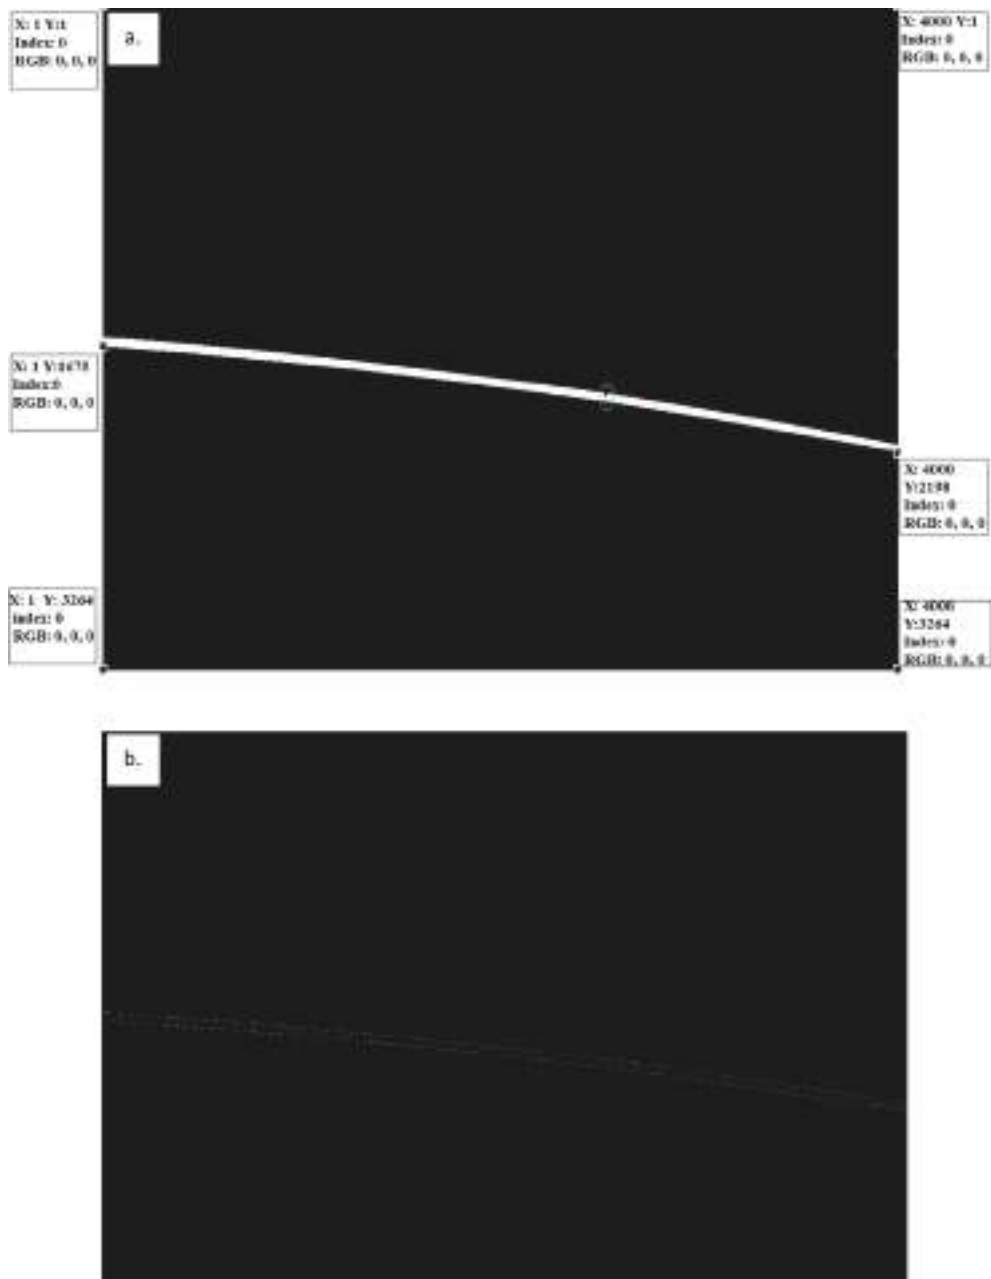 X: 1 Y:1
Index: 0
RGB: 0, 0, 0
a.
X: 4000 Y:1
Index: 0
RGB: 0, 0, 0
X: 1
Index:0
RGB: 0, 0, 0
X: 4000
Y:2198
Index: 0
RGB: 0, 0, 0
X: 1 Y: 3264
index: 0
RGB: 0, 0, 0
X: 4000
Y:3264
Index: 0
RGB: 0, 0, 0
b.